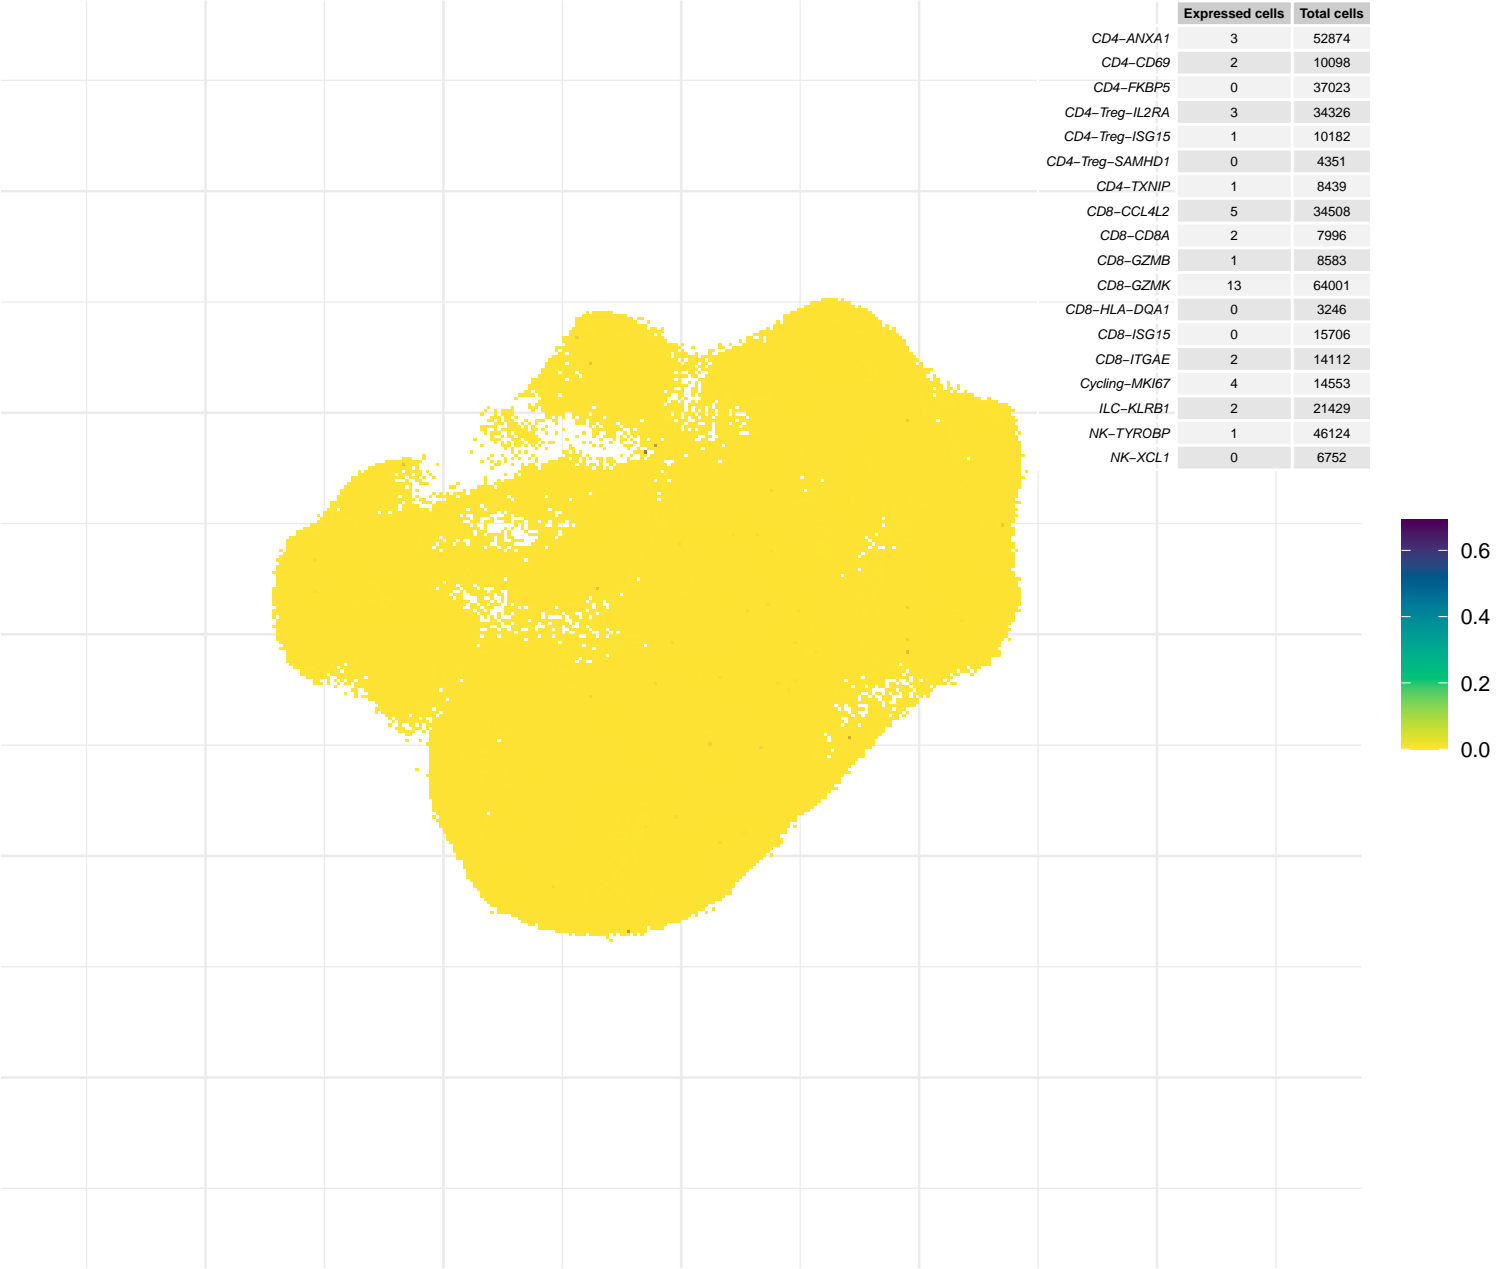 Expressed cells Total cells
CD4−ANXA1 3 52874
CD4−CD69 2 10098
CD4−FKBP5 0 37023
CD4−Treg−IL2RA 3 34326
CD4−Treg−ISG15 1 10182
CD4−Treg−SAMHD1 0 4351
CD4−TXNIP 1 8439
CD8−CCL4L2 5 34508
CD8−CD8A 2 7996
CD8−GZMB 1 8583
CD8−GZMK 13 64001
CD8−HLA−DQA1 0 3246
CD8−ISG15 0 15706
CD8−ITGAE 2 14112
Cycling−MKI67 4 14553
ILC−KLRB1 2 21429
NK−TYROBP 1 46124
NK−XCL1 0 6752
0.6
0.4
0.2
0.0